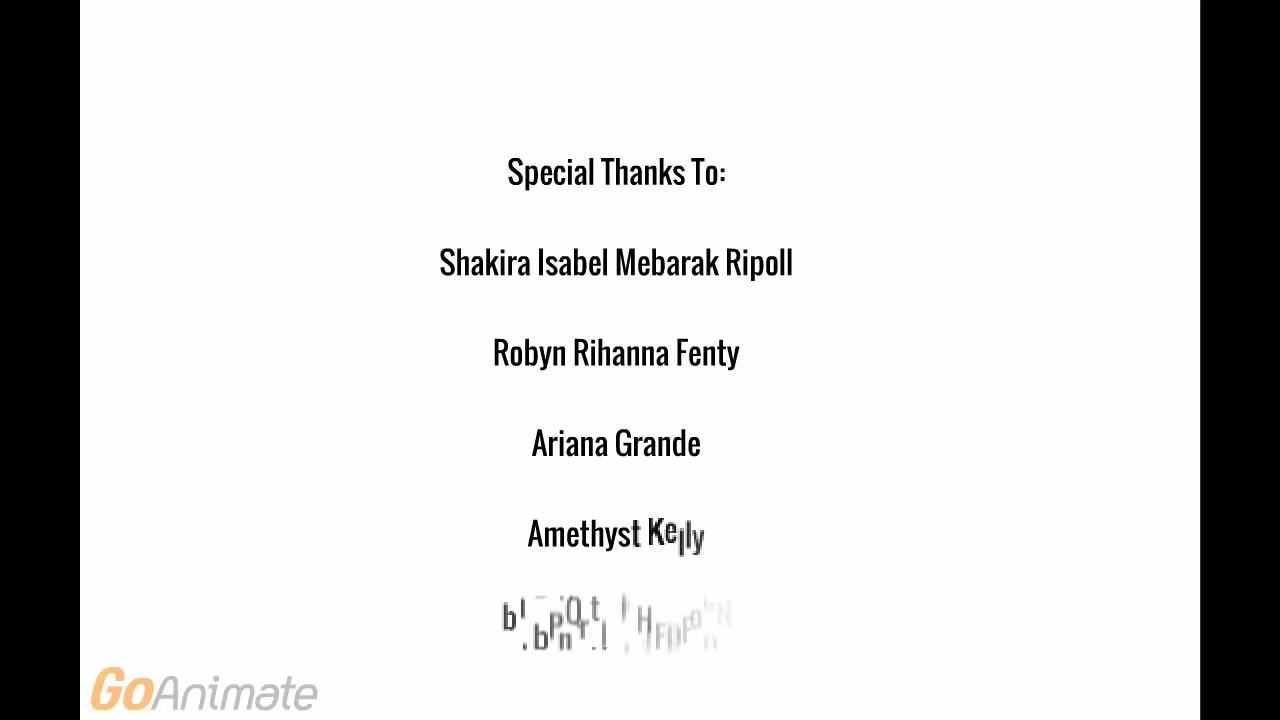 Special Thanks To:
Shakira Isabel Mebarak Ripoll
Robyn Rihanna Fenty
Ariana Grande
Amethyst Kelly
GoAnimate